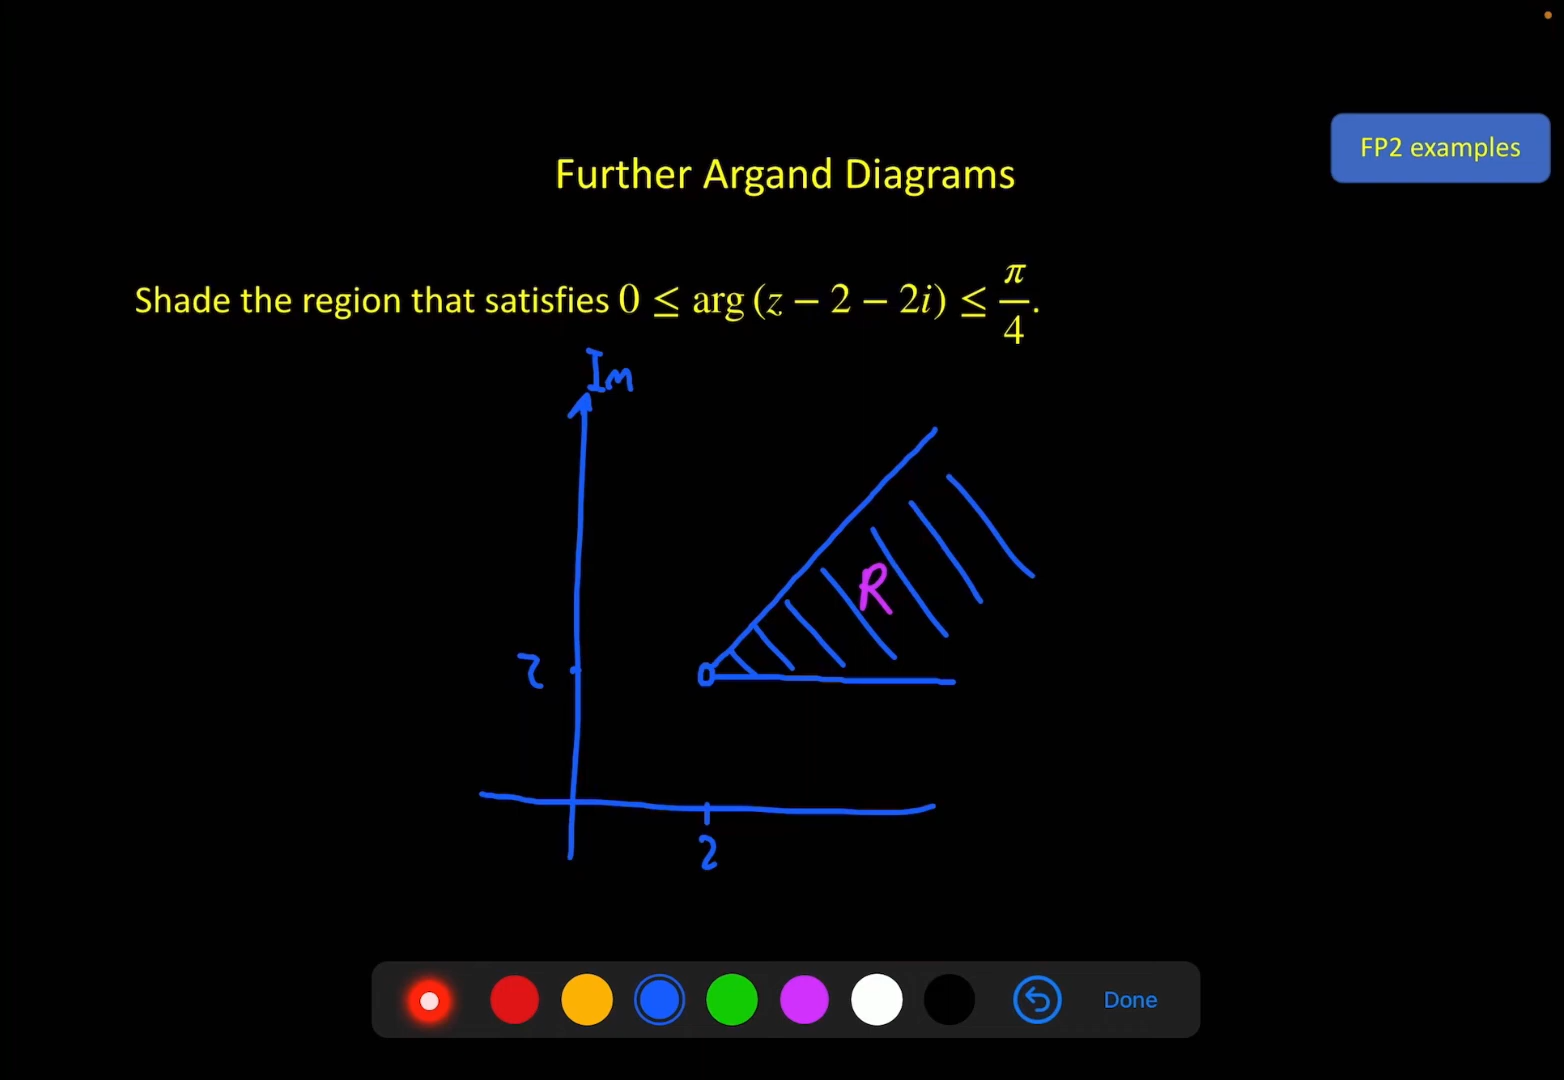 FP2 examples
Further Argand Diagrams
Shade the region that satisfies 0 ≤ arg (z − 2 − 2i) ≤ π/4.
Im
R
2
2
Done